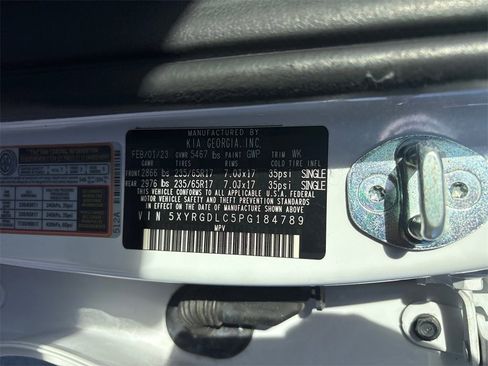 MANUFACTURED BY
KIA GEORGIA, INC.
FEB/01/23 GVWR 5467 lbs PAINT GWP TRIM WK
GAWR TIRES RIMS COLD TIRE INFL.
FRONT 2866 lbs 235/65R17 7.0Jx17 35psi SINGLE
REAR 2976 lbs 235/65R17 7.0Jx17 35psi SINGLE
THIS VEHICLE CONFORMS TO ALL APPLICABLE U.S.A. FEDERAL
MOTOR VEHICLE SAFETY AND THEFT PREVENTION STANDARDS IN
EFFECT ON THE DATE OF MANUFACTURE SHOWN ABOVE.
VIN 5XYRGDLC5PG184789
MPV
512A